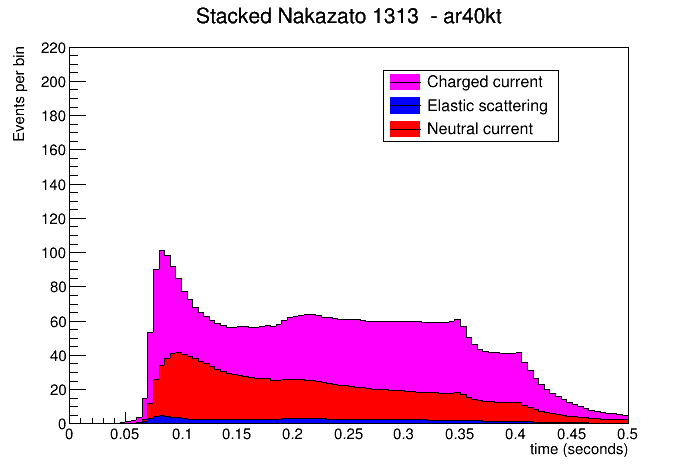 Stacked Nakazato 1313 - ar40kt
Events per bin
220
200
180
160
140
120
100
80
60
40
20
0
Charged current
Elastic scattering
Neutral current
0 0.05 0.1 0.15 0.2 0.25 0.3 0.35 0.4 0.45 0.5
time (seconds)